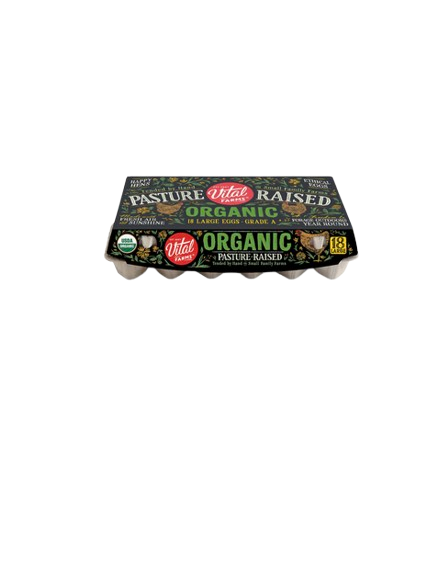 HAPPY HENS
ETHICAL EGGS
Tended by Hand
Small Family Farms
PASTURE
Vital FARMS
RAISED
ORGANIC
18 LARGE EGGS • GRADE A
FRESH AIR AND SUNSHINE
FORAGE OUTDOORS YEAR ROUND
USDA ORGANIC
Vital FARMS
ORGANIC
PASTURE-RAISED
Tended by Hand
Small Family Farms
18 LARGE